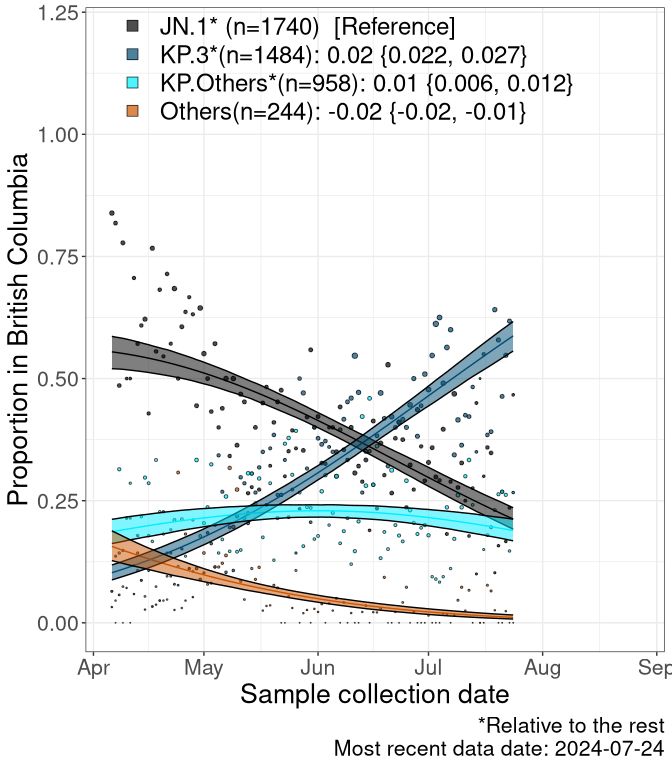 JN.1* (n=1740)  [Reference]
KP.3*(n=1484): 0.02 {0.022, 0.027}
KP.Others*(n=958): 0.01 {0.006, 0.012}
Others(n=244): -0.02 {-0.02, -0.01}
Proportion in British Columbia
1.25
1.00
0.75
0.50
0.25
0.00
Apr May Jun Jul Aug Sep
Sample collection date
*Relative to the rest
Most recent data date: 2024-07-24